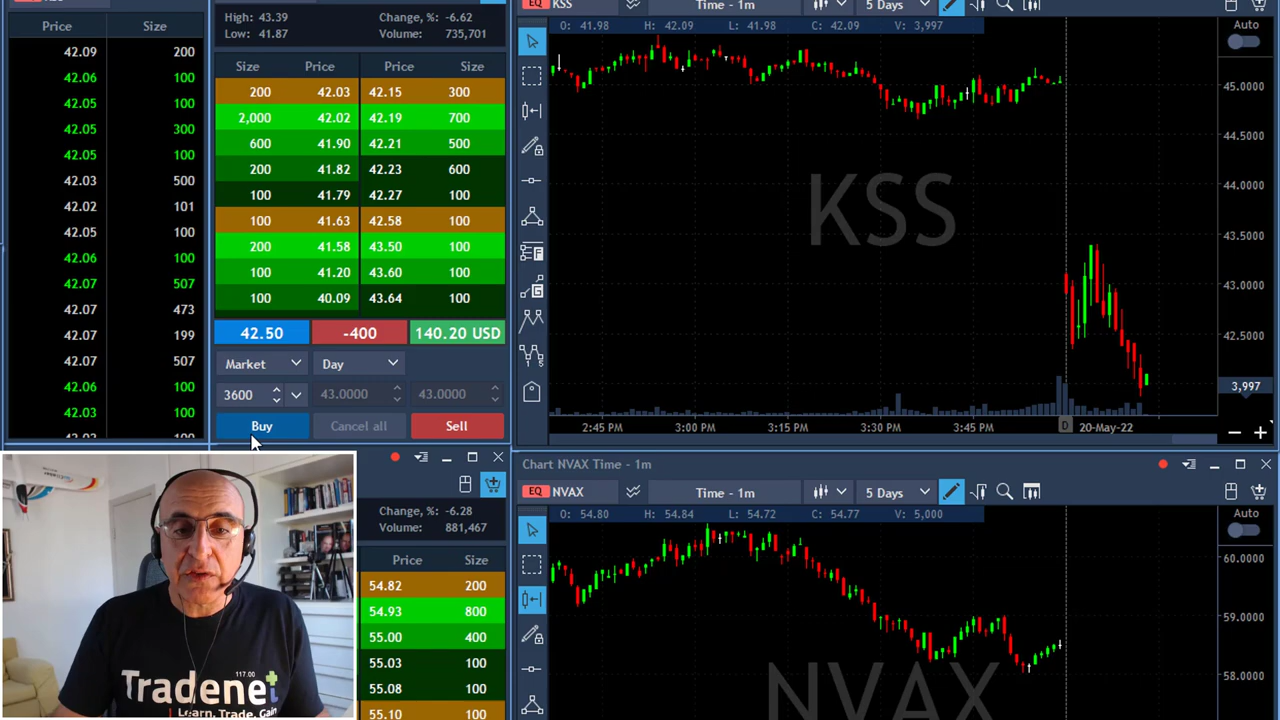 Price Size
42.09 200
42.06 100
42.05 100
42.05 300
42.05 100
42.03 500
42.02 101
42.05 100
42.06 100
42.07 507
42.07 473
42.07 199
42.07 507
42.06 100
42.03 100
High: 43.39 Change, %: -6.62
Low: 41.87 Volume: 735,701
Size Price Price Size
200 42.03 42.15 300
2,000 42.02 42.19 700
600 41.90 42.21 500
200 41.82 42.23 600
100 41.79 42.27 100
100 41.63 42.58 100
200 41.58 43.50 100
100 41.20 43.60 100
100 40.09 43.64 100
42.50 -400 140.20 USD
Market Day
3600 43.0000 43.0000
Buy Cancel all Sell
EQ KSS Time - 1m 5 Days
O: 41.98 H: 42.09 L: 41.98 C: 42.06 V: 3,997
Auto
KSS
45.0000
44.5000
44.0000
43.5000
43.0000
42.5000
3,997
2:45 PM 3:00 PM 3:15 PM 3:30 PM 3:45 PM D 20-May-22
Change, %: -6.28
Volume: 881,467
Price Size
54.82 200
54.93 800
55.00 400
55.03 100
55.08 100
55.10 100
Chart NVAX Time - 1m
EQ NVAX Time - 1m 5 Days
O: 54.80 H: 54.84 L: 54.72 C: 54.77 V: 5,000
Auto
NVAX
60.0000
59.0000
58.0000
117.00
Tradenet
Learn, Trade, Gain